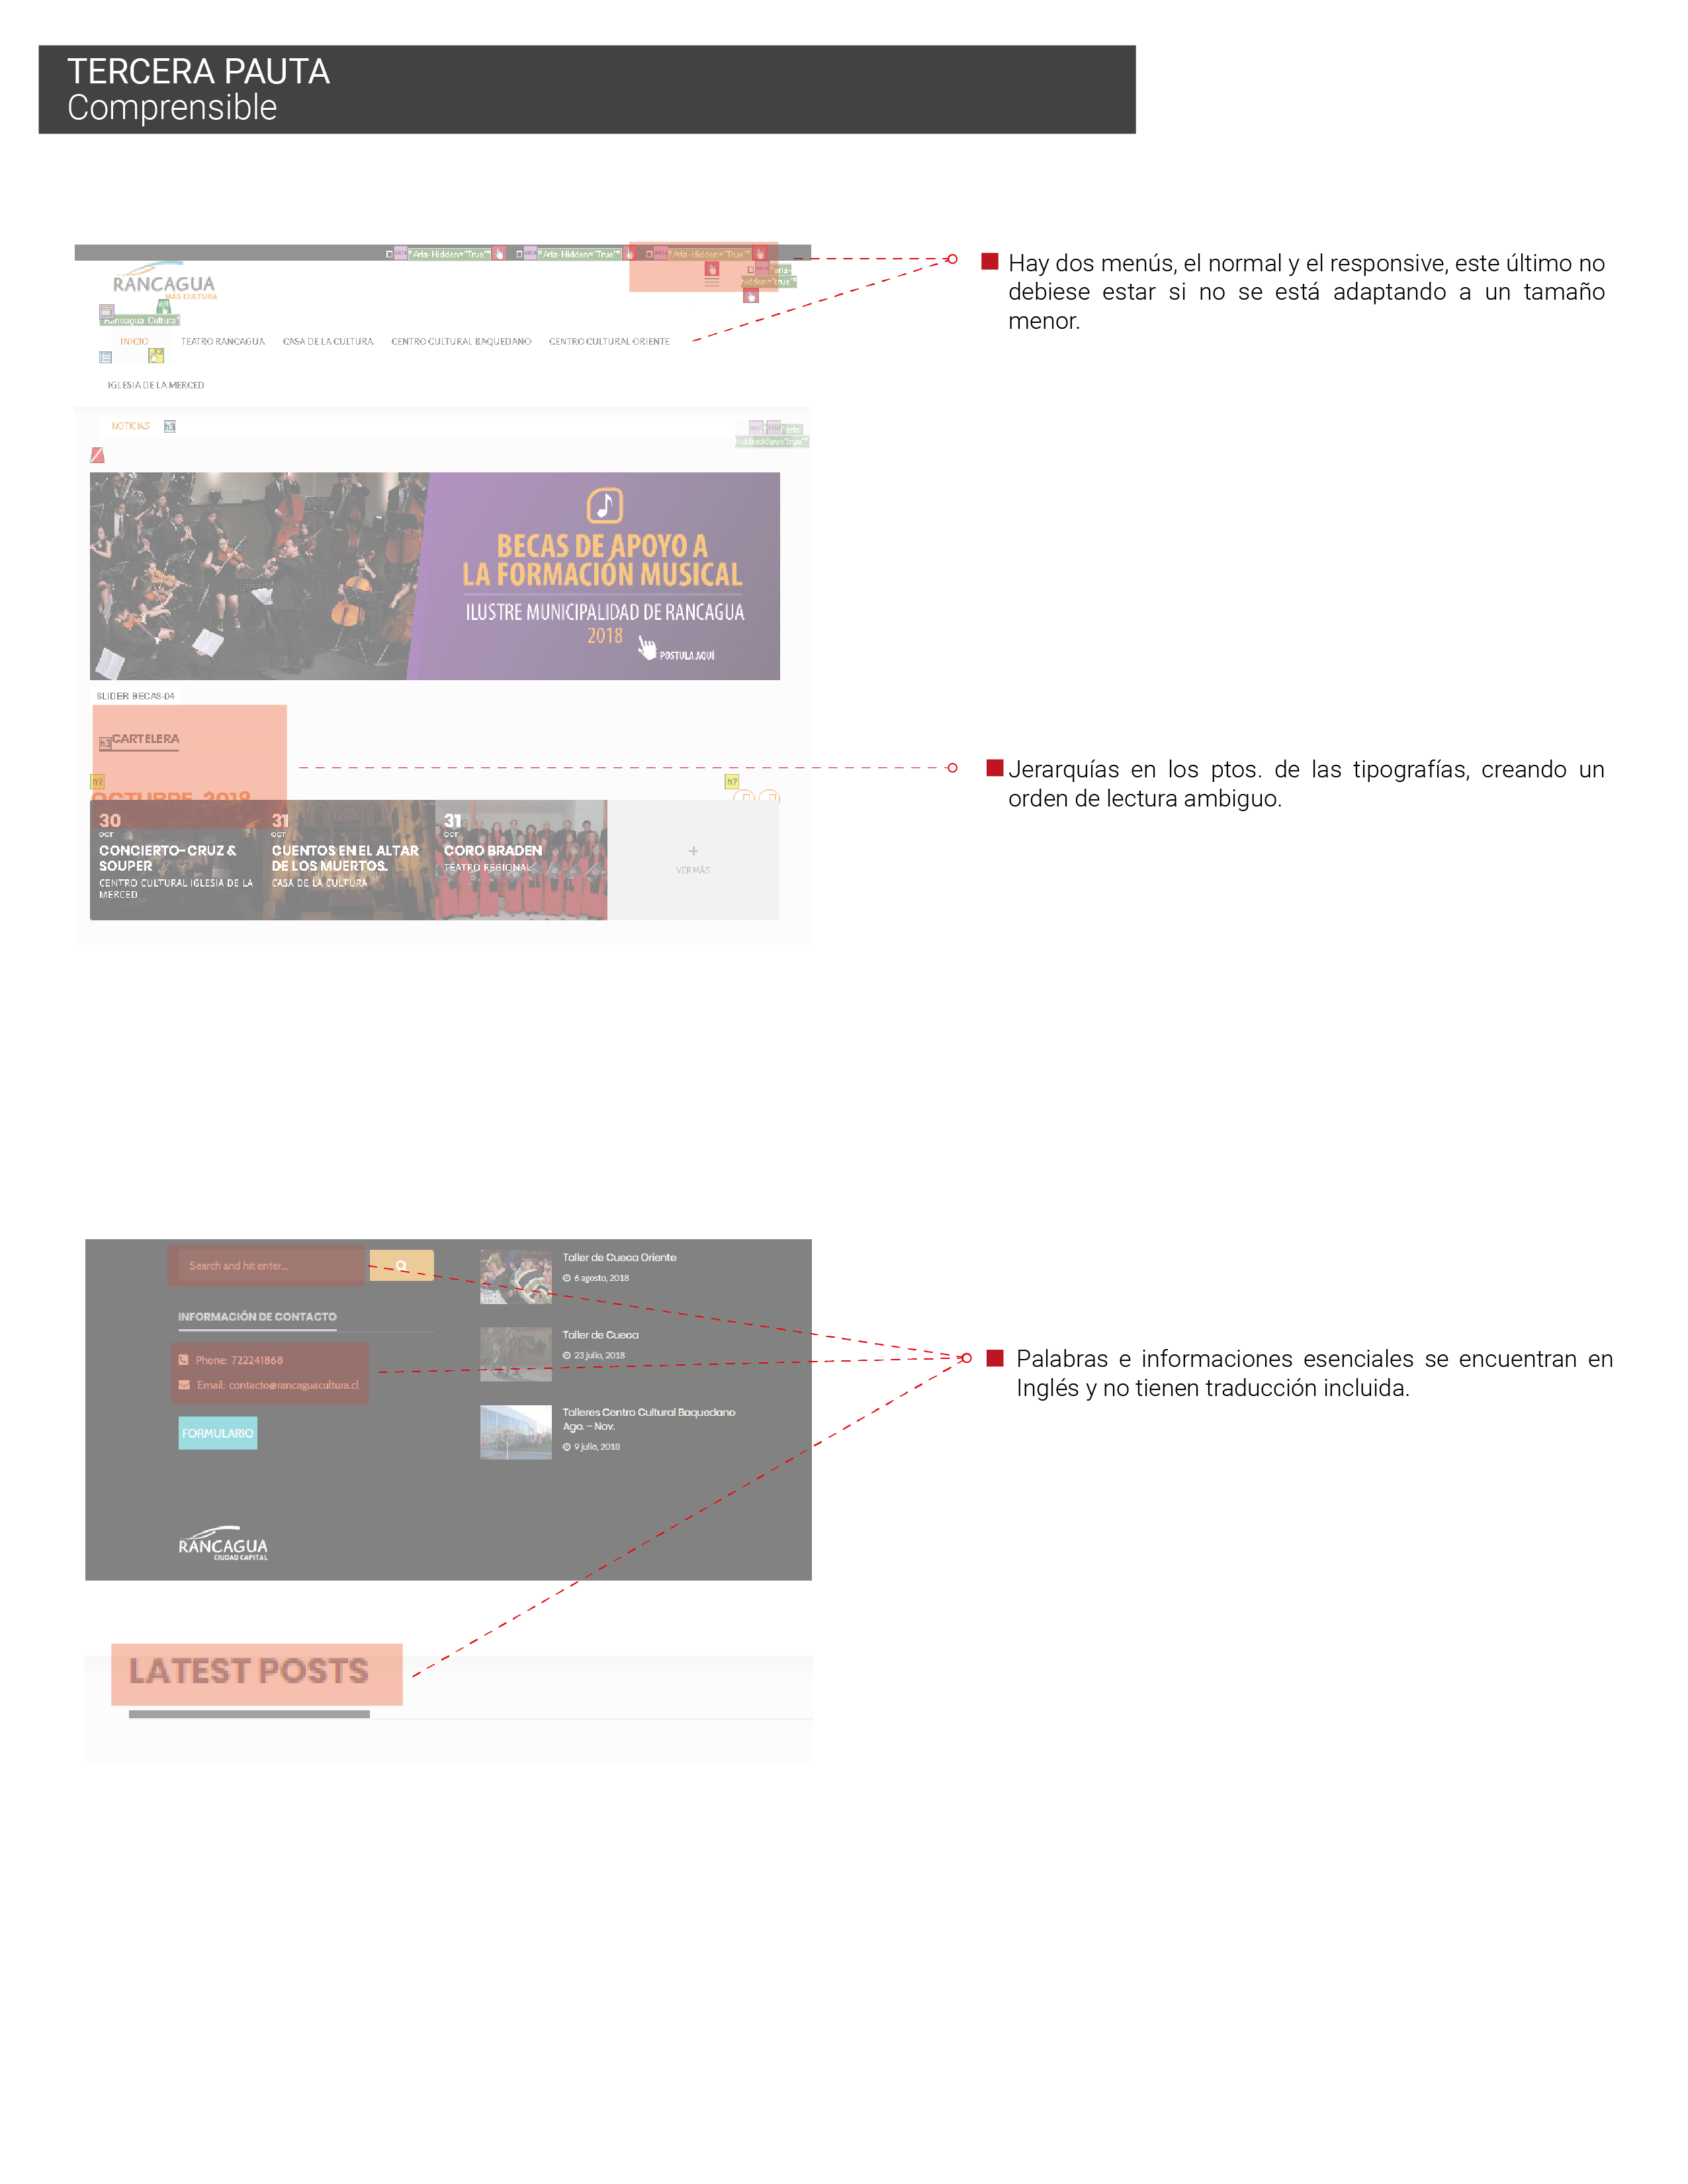 TERCERA PAUTA
Comprensible
"Aria-Hidden="True""
"Aria-Hidden="True""
"Aria-Hidden="True""
RANCAGUA
MÁS CULTURA
INICIO
TEATRO RANCAGUA
CASA DE LA CULTURA
CENTRO CULTURAL BAQUEDANO
CENTRO CULTURAL ORIENTE
IGLESIA DE LA MERCED
NOTICIAS
h3
BECAS DE APOYO A
LA FORMACIÓN MUSICAL
ILUSTRE MUNICIPALIDAD DE RANCAGUA
2018
POSTULA AQUÍ
SLIDER BECAS-04
h3
CARTELERA
h?
h?
OCTUBRE, 2018
30
OCT
CONCIERTO-CRUZ &
SOUPER
CENTRO CULTURAL IGLESIA DE LA
MERCED
31
OCT
CUENTOS EN EL ALTAR
DE LOS MUERTOS.
CASA DE LA CULTURA
31
OCT
CORO BRADEN
TEATRO REGIONAL
+
VER MÁS
Hay dos menús, el normal y el responsive, este último no
debiese estar si no se está adaptando a un tamaño
menor.
Jerarquías en los ptos. de las tipografías, creando un
orden de lectura ambiguo.
Search and hit enter...
INFORMACIÓN DE CONTACTO
Phone: 722241868
Email: contacto@rancaguacultura.cl
FORMULARIO
Taller de Cueca Oriente
6 agosto, 2018
Taller de Cueca
23 julio, 2018
Talleres Centro Cultural Baquedano
Ago. – Nov.
9 julio, 2018
RANCAGUA
CIUDAD CAPITAL
Palabras e informaciones esenciales se encuentran en
Inglés y no tienen traducción incluida.
LATEST POSTS